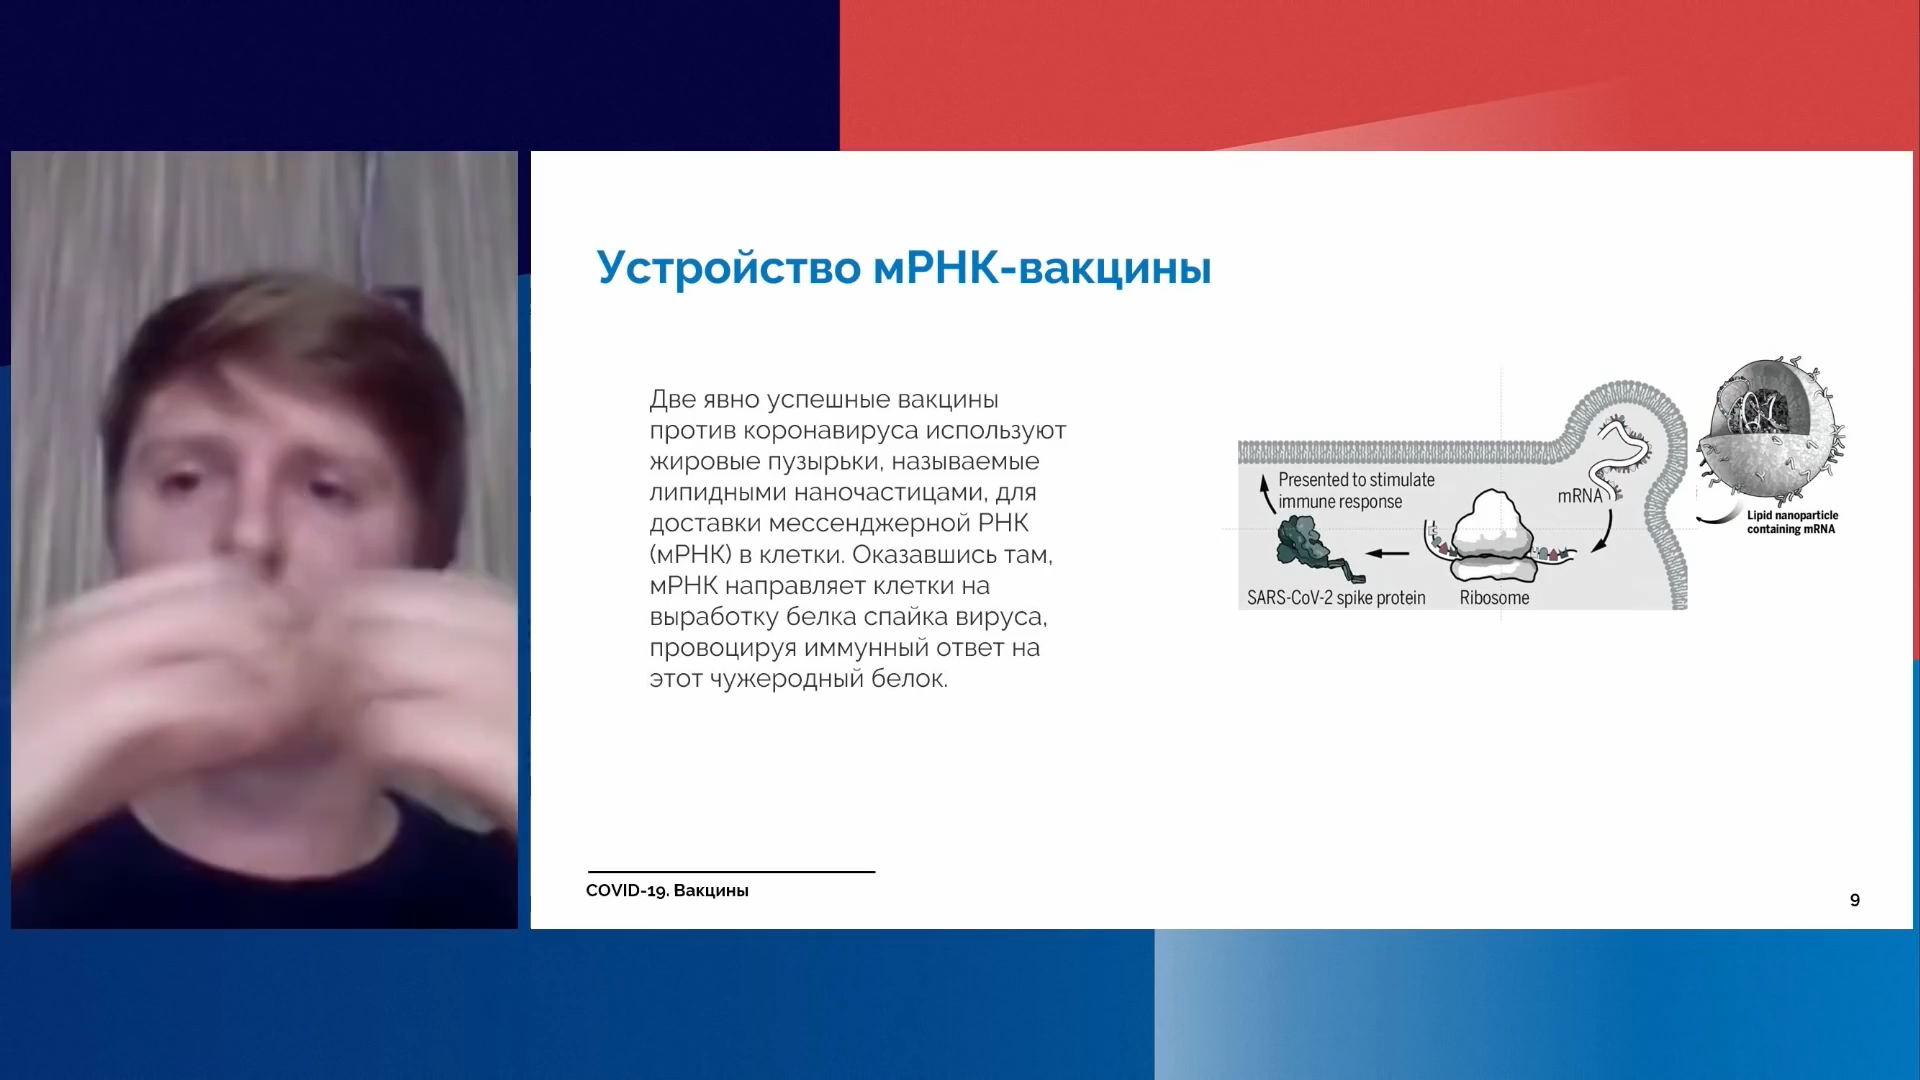 Устройство мРНК-вакцины
Две явно успешные вакцины
против коронавируса используют
жировые пузырьки, называемые
липидными наночастицами, для
доставки мессенджерной РНК
(мРНК) в клетки. Оказавшись там,
мРНК направляет клетки на
выработку белка спайка вируса,
провоцируя иммунный ответ на
этот чужеродный белок.
Presented to stimulate
immune response
mRNA
Lipid nanoparticle
containing mRNA
SARS-CoV-2 spike protein
Ribosome
COVID-19. Вакцины
9